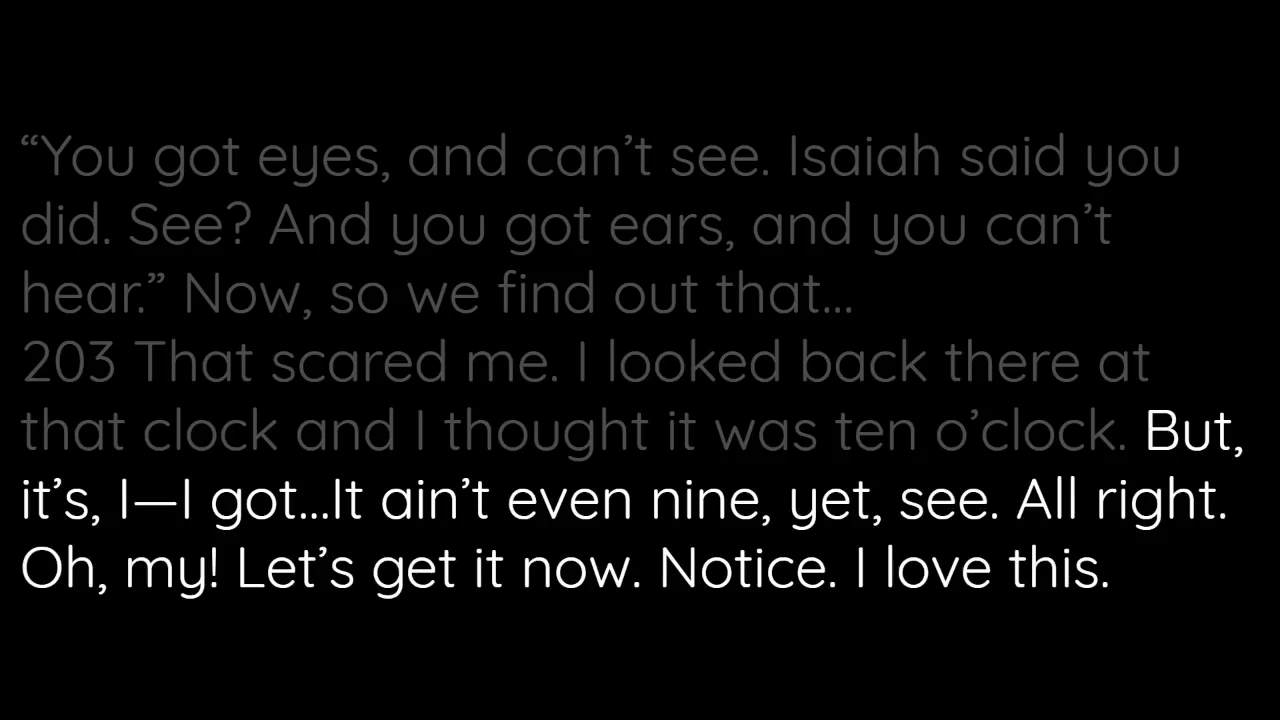 “You got eyes, and can’t see. Isaiah said you
did. See? And you got ears, and you can’t
hear.” Now, so we find out that…
203 That scared me. I looked back there at
that clock and I thought it was ten o’clock. But,
it’s, I—I got…It ain’t even nine, yet, see. All right.
Oh, my! Let’s get it now. Notice. I love this.